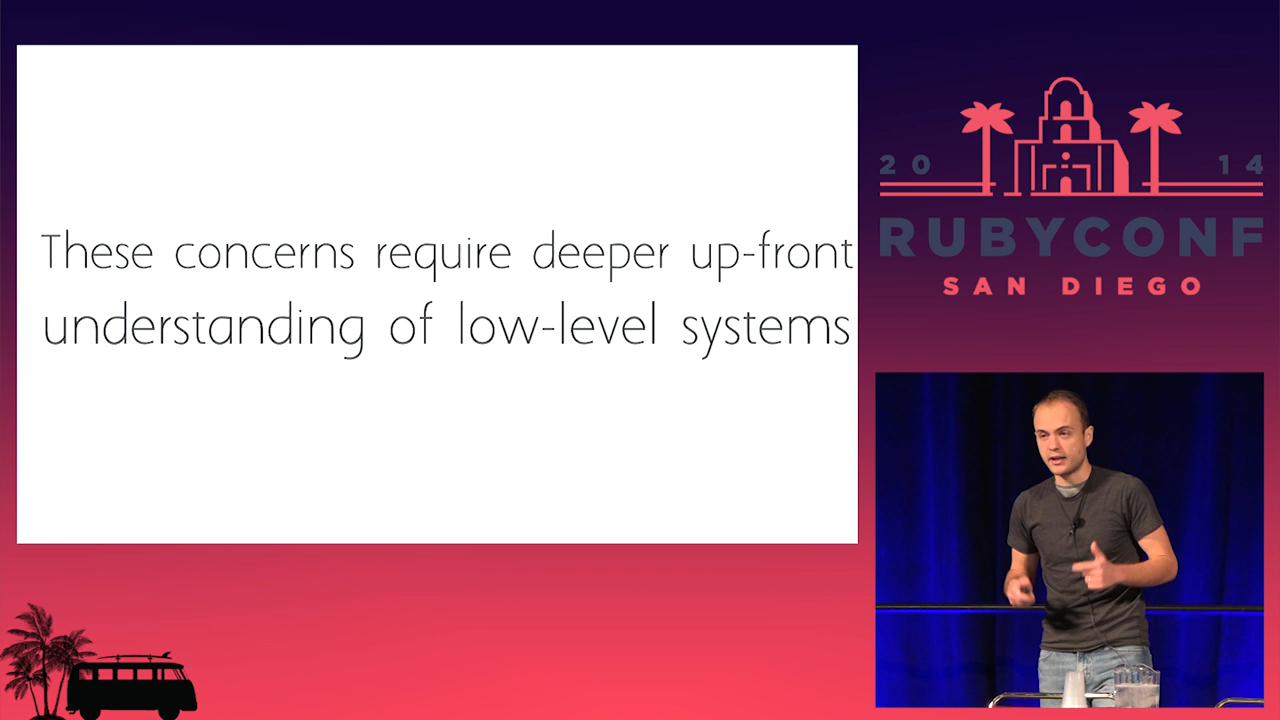 These concerns require deeper up-front
understanding of low-level systems
20 14
RUBYCONF
SAN DIEGO